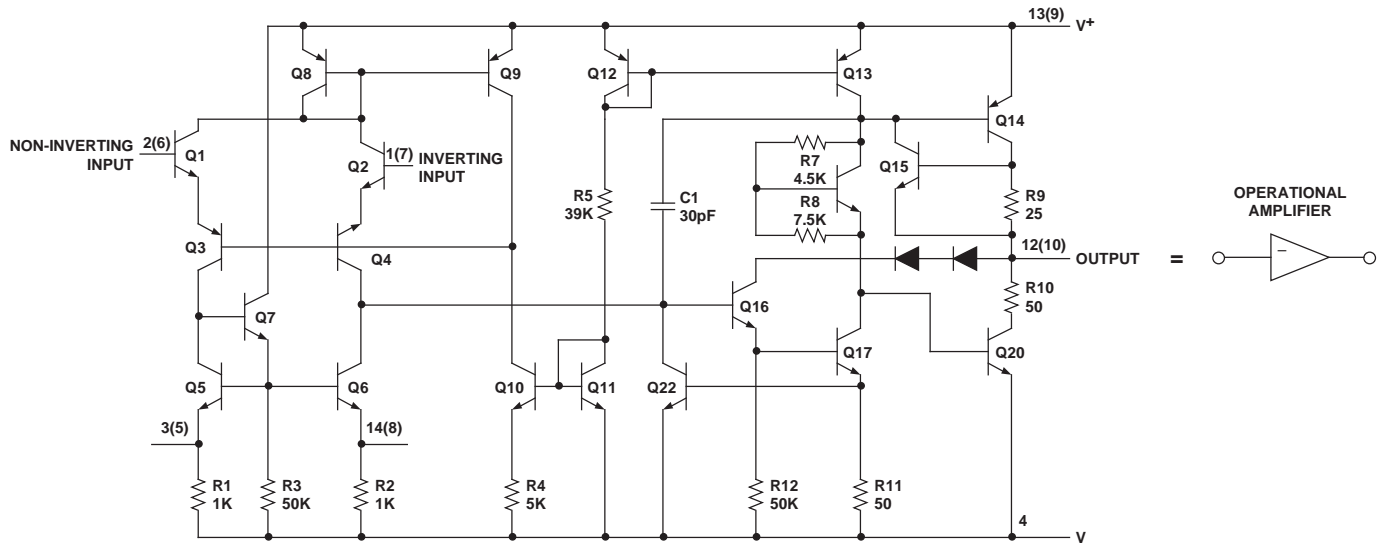 13(9)
V+
Q8
Q9
Q12
Q13
Q14
NON-INVERTING
INPUT
2(6)
Q1
Q2
1(7)
INVERTING
INPUT
R7
4.5K
Q15
R5
39K
C1
30pF
R8
7.5K
R9
25
OPERATIONAL
AMPLIFIER
Q3
Q4
12(10)
OUTPUT
=
−
Q7
Q16
R10
50
Q5
Q6
Q10
Q11
Q22
Q17
Q20
3(5)
14(8)
R1
1K
R3
50K
R2
1K
R4
5K
R12
50K
R11
50
4
V